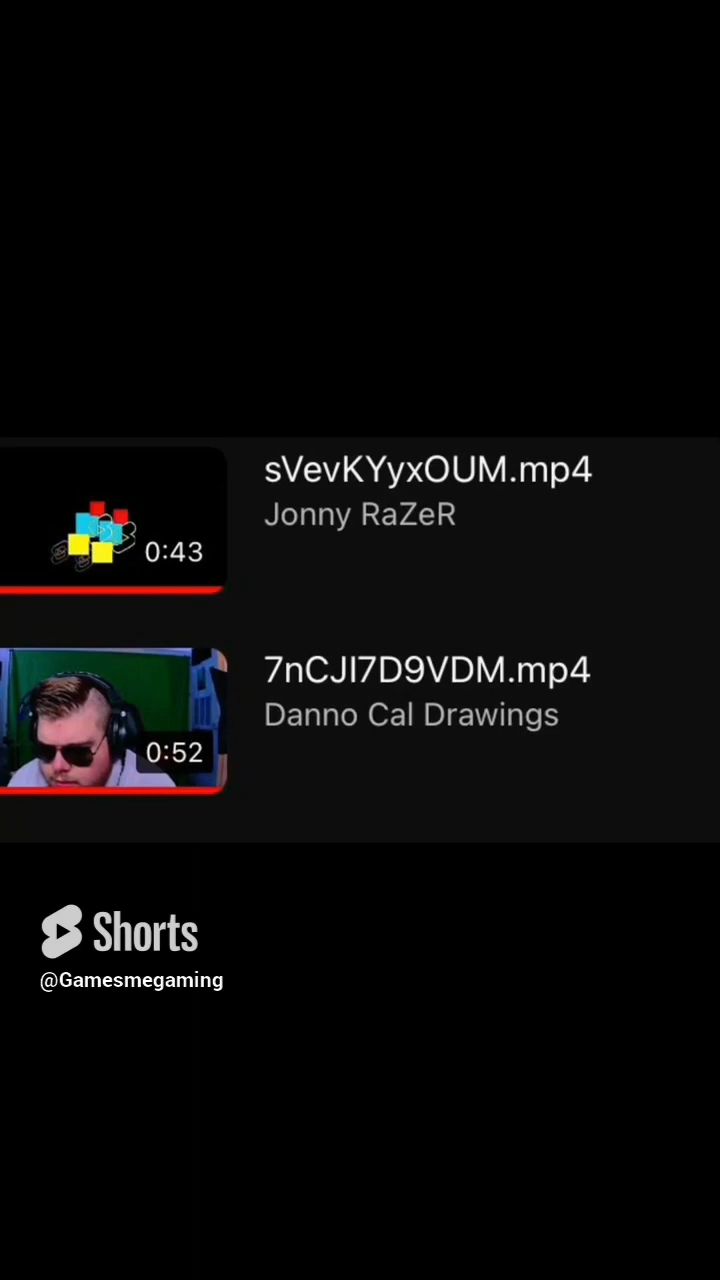 sVevKYyxOUM.mp4
Jonny RaZeR
0:43
7nCJI7D9VDM.mp4
Danno Cal Drawings
0:52
Shorts
@Gamesmegaming